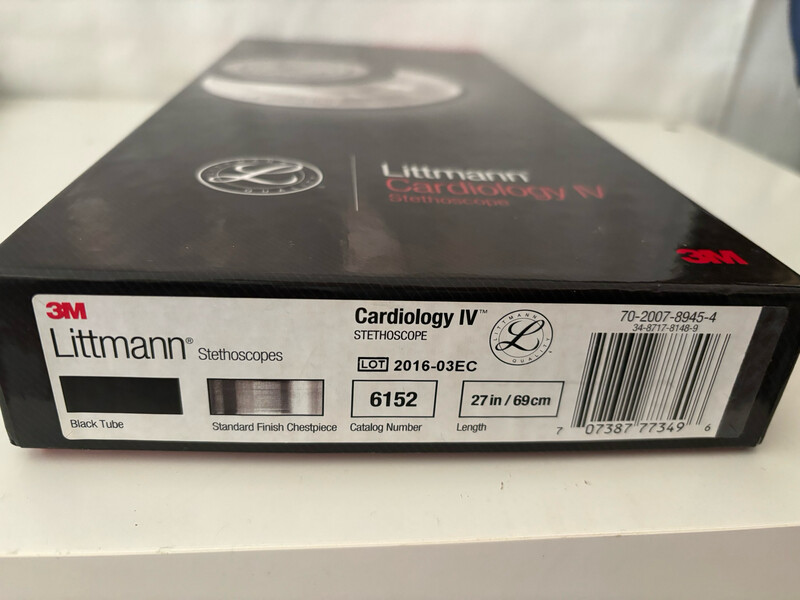 Littmann
Cardiology IV
Stethoscope
3M
3M
Littmann® Stethoscopes
Black Tube
Standard Finish Chestpiece
Cardiology IV™
STETHOSCOPE
LOT 2016-03EC
6152
Catalog Number
27 in / 69 cm
Length
LITTMANN
L
QUALITY
70-2007-8945-4
34-8717-8148-9
7 07387 77349 6